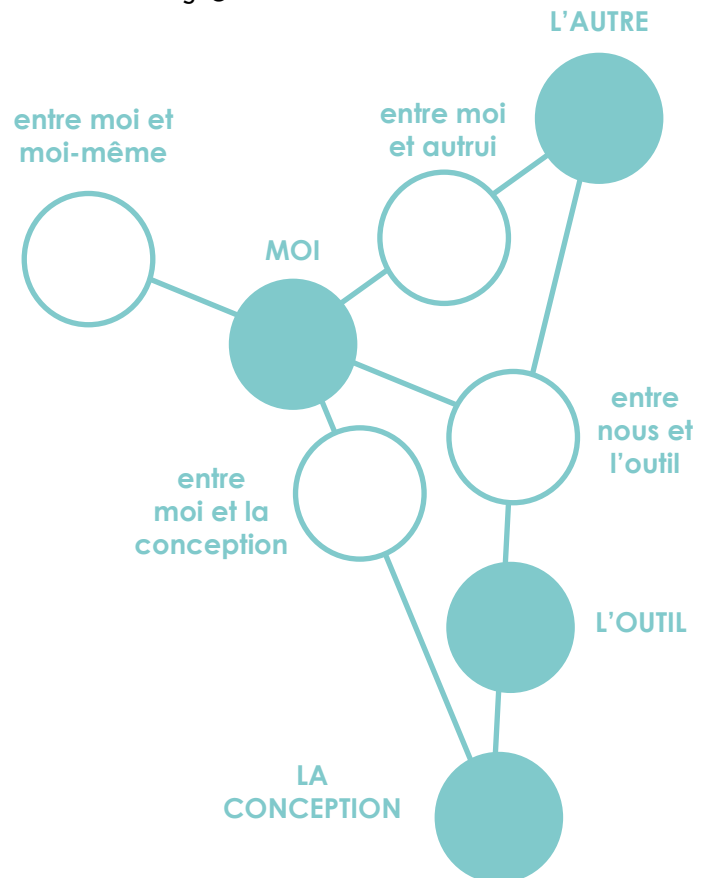 L’AUTRE
entre moi et
moi-même
entre moi
et autrui
MOI
entre
nous et
l’outil
entre
moi et la
conception
L’OUTIL
LA
CONCEPTION